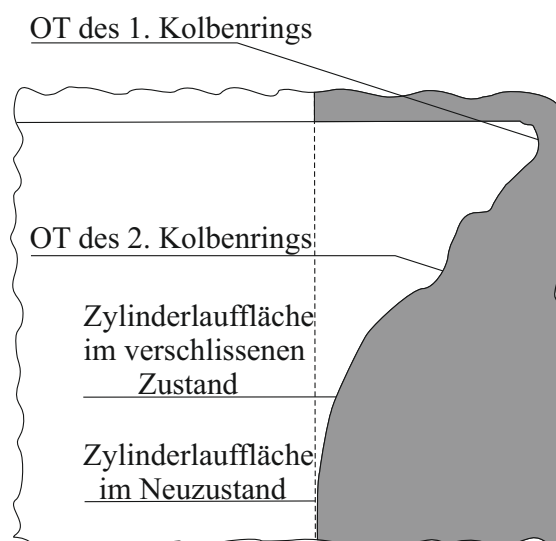 OT des 1. Kolbenrings
OT des 2. Kolbenrings
Zylinderlauffläche
im verschlissenen
Zustand
Zylinderlauffläche
im Neuzustand